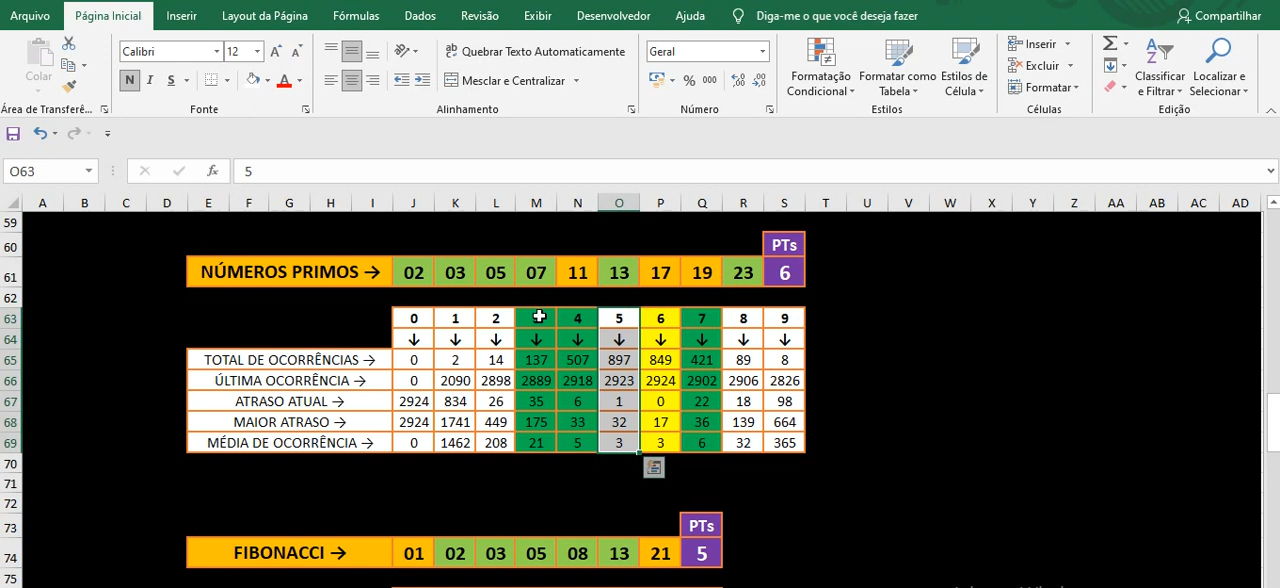 Arquivo Página Inicial Inserir Layout da Página Fórmulas Dados Revisão Exibir Desenvolvedor Ajuda Diga-me o que você deseja fazer Compartilhar
Colar
Calibri 12
N I S
Quebrar Texto Automaticamente
Mesclar e Centralizar
Geral
% 000
Formatação Condicional
Formatar como Tabela
Estilos de Célula
Inserir
Excluir
Formatar
Classificar e Filtrar
Localizar e Selecionar
Área de Transferê... Fonte Alinhamento Número Estilos Células Edição
O63 fx 5
A B C D E F G H I J K L M N O P Q R S T U V W X Y Z AA AB AC AD
59
60 PTs
61 NÚMEROS PRIMOS → 02 03 05 07 11 13 17 19 23 6
62
63 0 1 2 4 5 6 7 8 9
64 ↓ ↓ ↓ ↓ ↓ ↓ ↓ ↓ ↓ ↓
65 TOTAL DE OCORRÊNCIAS → 0 2 14 137 507 897 849 421 89 8
66 ÚLTIMA OCORRÊNCIA → 0 2090 2898 2889 2918 2923 2924 2902 2906 2826
67 ATRASO ATUAL → 2924 834 26 35 6 1 0 22 18 98
68 MAIOR ATRASO → 2924 1741 449 175 33 32 17 36 139 664
69 MÉDIA DE OCORRÊNCIA → 0 1462 208 21 5 3 3 6 32 365
70
71
72
73 PTs
74 FIBONACCI → 01 02 03 05 08 13 21 5
75